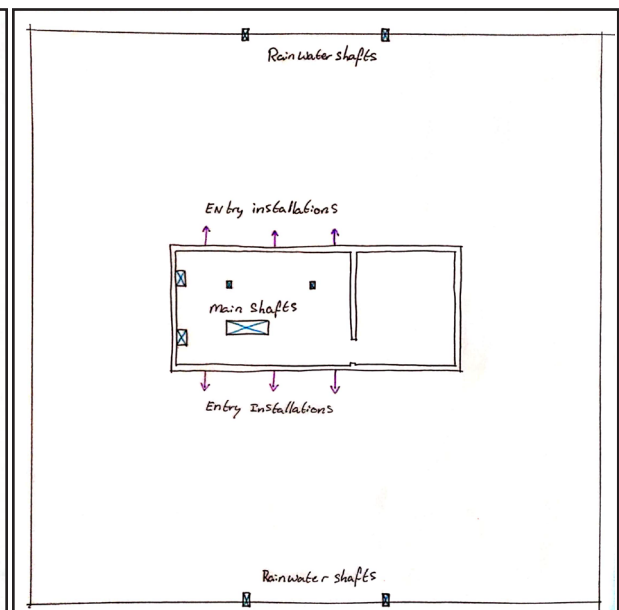 Rainwater shafts
Entry installations
Main shafts
Entry Installations
Rainwater shafts